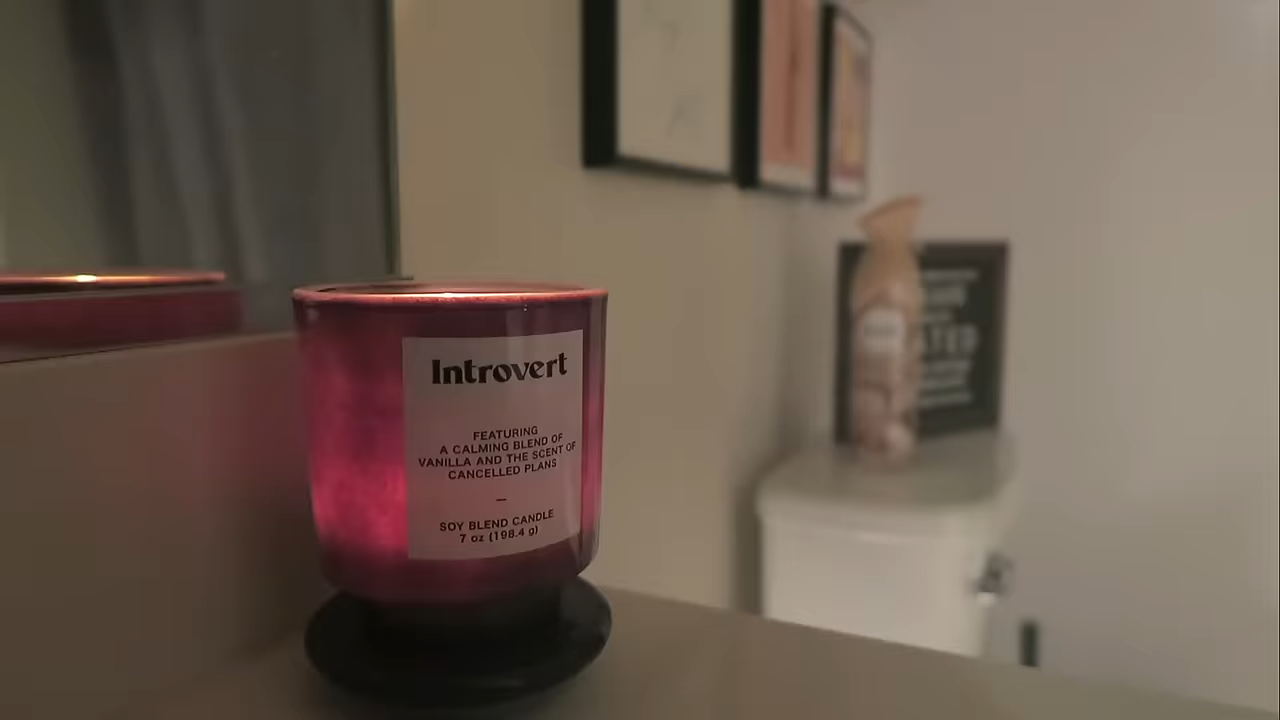 Introvert
FEATURING
A CALMING BLEND OF
VANILLA AND THE SCENT OF
CANCELLED PLANS
—
SOY BLEND CANDLE
7 oz (198.4 g)